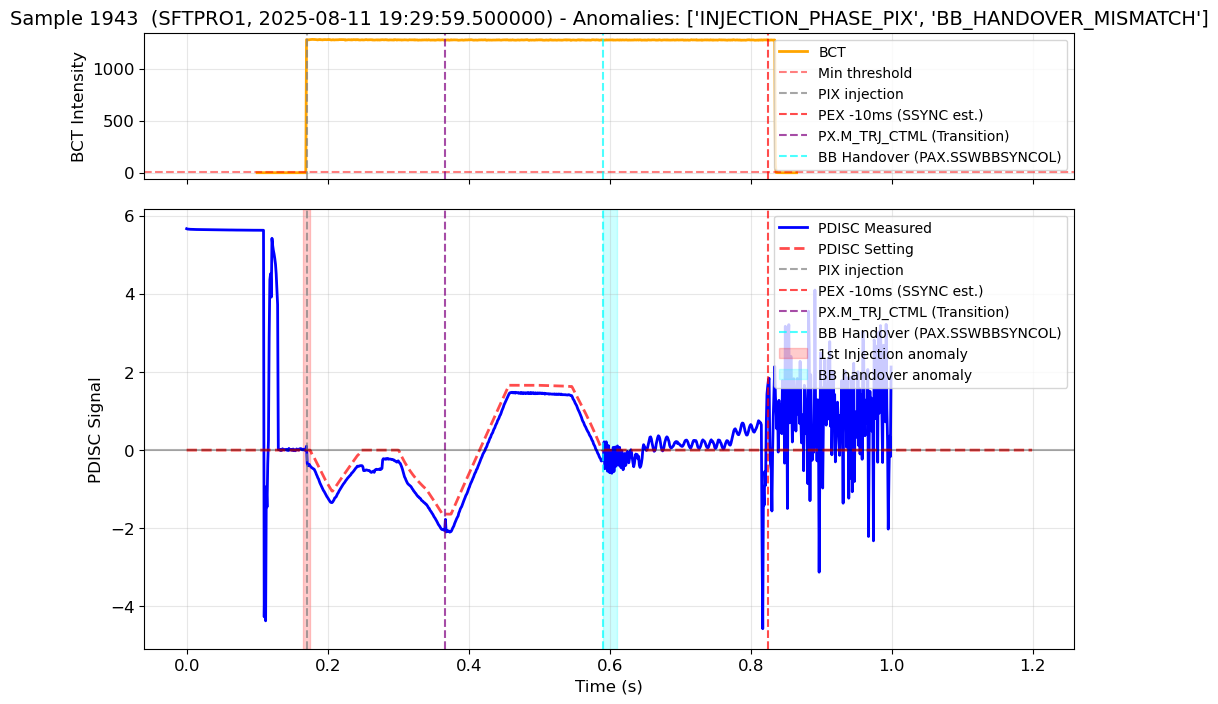 Sample 1943  (SFTPRO1, 2025-08-11 19:29:59.500000) - Anomalies: ['INJECTION_PHASE_PIX', 'BB_HANDOVER_MISMATCH']
BCT Intensity
1000
500
0
BCT
Min threshold
PIX injection
PEX -10ms (SSYNC est.)
PX.M_TRJ_CTML (Transition)
BB Handover (PAX.SSWBBSYNCOL)
PDISC Signal
6
4
2
0
−2
−4
PDISC Measured
PDISC Setting
PIX injection
PEX -10ms (SSYNC est.)
PX.M_TRJ_CTML (Transition)
BB Handover (PAX.SSWBBSYNCOL)
1st Injection anomaly
BB handover anomaly
0.0 0.2 0.4 0.6 0.8 1.0 1.2
Time (s)